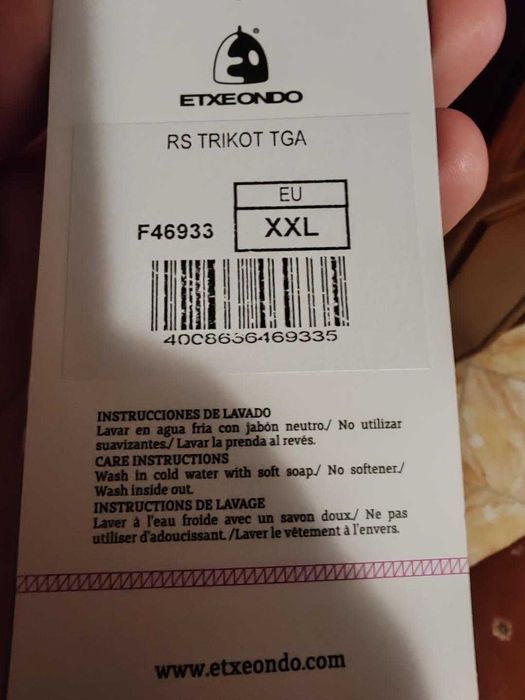 ETXEONDO
RS TRIKOT TGA
EU
F46933
XXL
INSTRUCCIONES DE LAVADO
Lavar en agua fria con jabón neutro./ No utilizar
suavizantes./ Lavar la prenda al revés.
CARE INSTRUCTIONS
Wash in cold water with soft soap./ No softener./
Wash inside out.
INSTRUCTIONS DE LAVAGE
Laver à l'eau froide avec un savon doux./ Ne pas
utiliser d'adoucissant. /Laver le vêtement à l'envers.
www.etxeondo.com